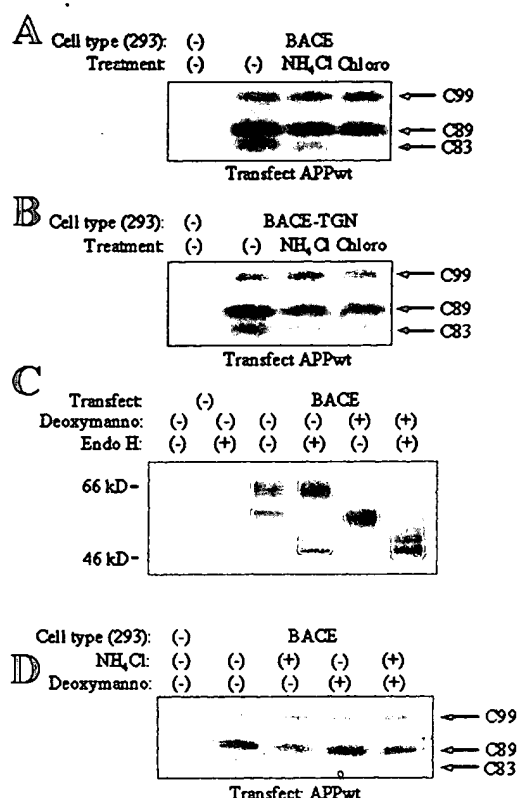 A
Cell type (293): (-) BACE
Treatment: (-) (-) NH4Cl Chloro
C99
C89
C83
Transfect APPwt
B
Cell type (293): (-) BACE-TGN
Treatment: (-) (-) NH4Cl Chloro
C99
C89
C83
Transfect APPwt
C
Transfect: (-) BACE
Deoxymanno: (-) (-) (-) (-) (+) (+)
Endo H: (-) (+) (-) (+) (-) (+)
66 kD-
46 kD-
D
Cell type (293): (-) BACE
NH4Cl: (-) (-) (+) (-) (+)
Deoxymanno: (-) (-) (-) (+) (+)
C99
C89
C83
Transfect: APPwt